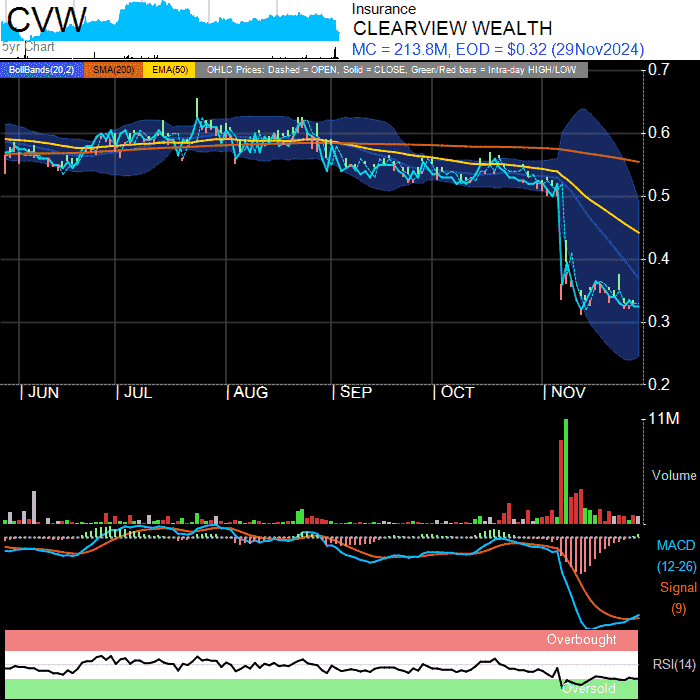 CVW
5yr Chart
Insurance
CLEARVIEW WEALTH
MC = 213.8M, EOD = $0.32 (29Nov2024)
BollBands(20,2) SMA(200) EMA(50) OHLC Prices: Dashed = OPEN, Solid = CLOSE, Green/Red bars = Intra-day HIGH/LOW
0.7
0.6
0.5
0.4
0.3
0.2
| JUN | JUL | AUG | SEP | OCT | NOV
11M
Volume
MACD
(12-26)
Signal
(9)
Overbought
RSI(14)
Oversold